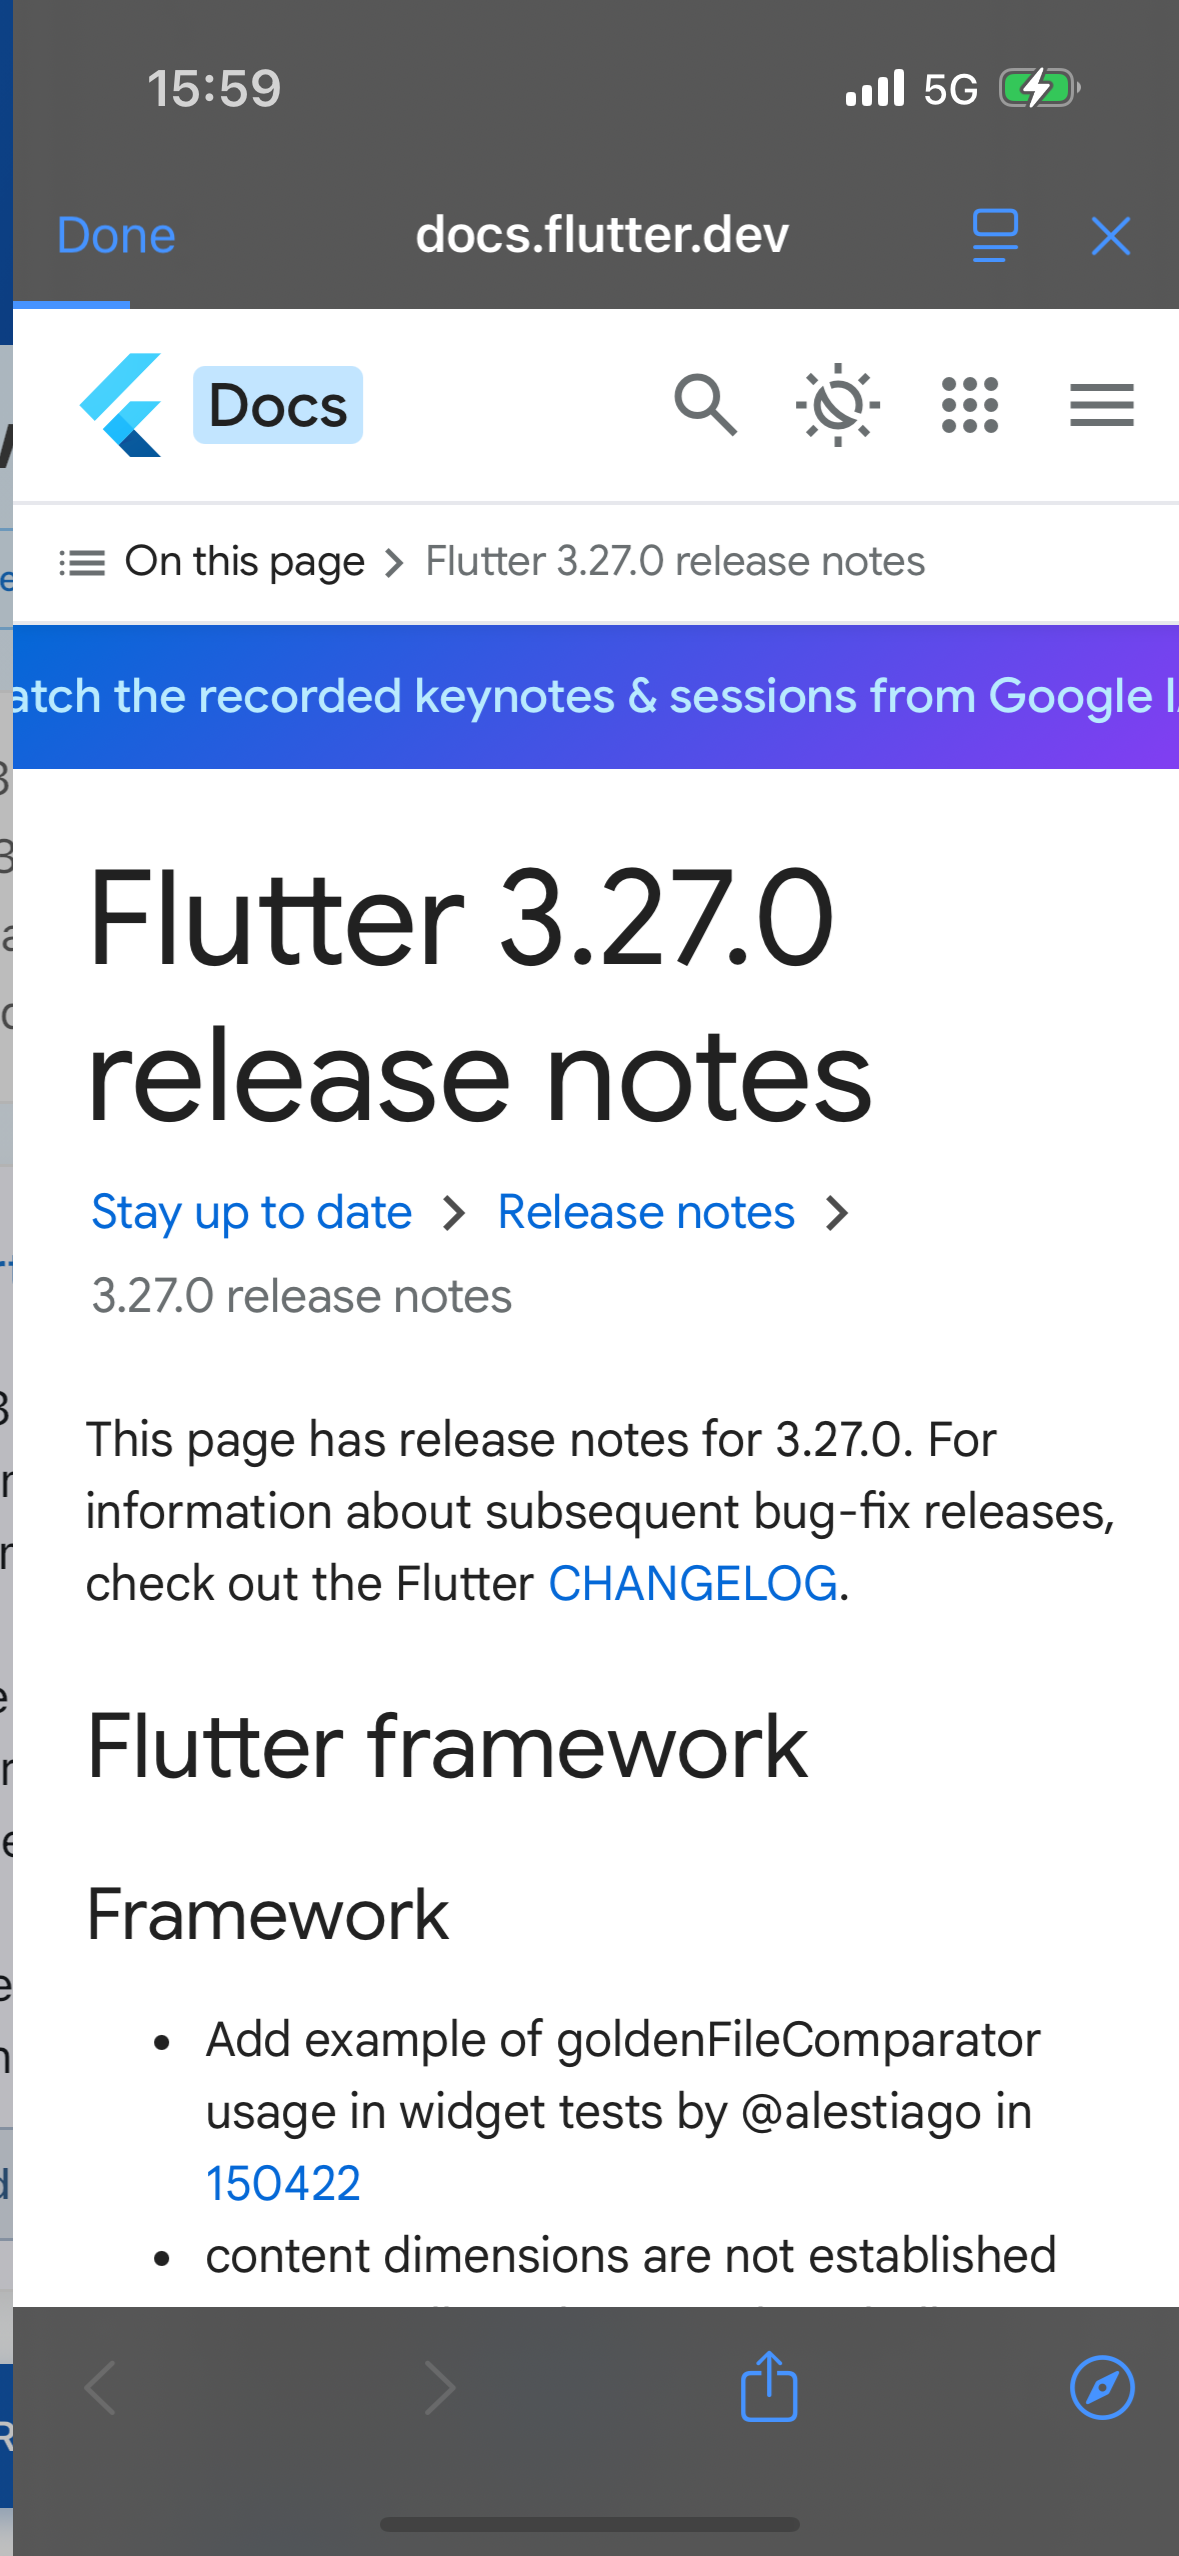 15:59
5G
Done
docs.flutter.dev
Docs
On this page
Flutter 3.27.0 release notes
atch the recorded keynotes & sessions from Google I
Flutter 3.27.0
release notes
Stay up to date
Release notes
3.27.0 release notes
This page has release notes for 3.27.0. For
information about subsequent bug-fix releases,
check out the Flutter CHANGELOG.
Flutter framework
Framework
• Add example of goldenFileComparator
usage in widget tests by @alestiago in
150422
• content dimensions are not established